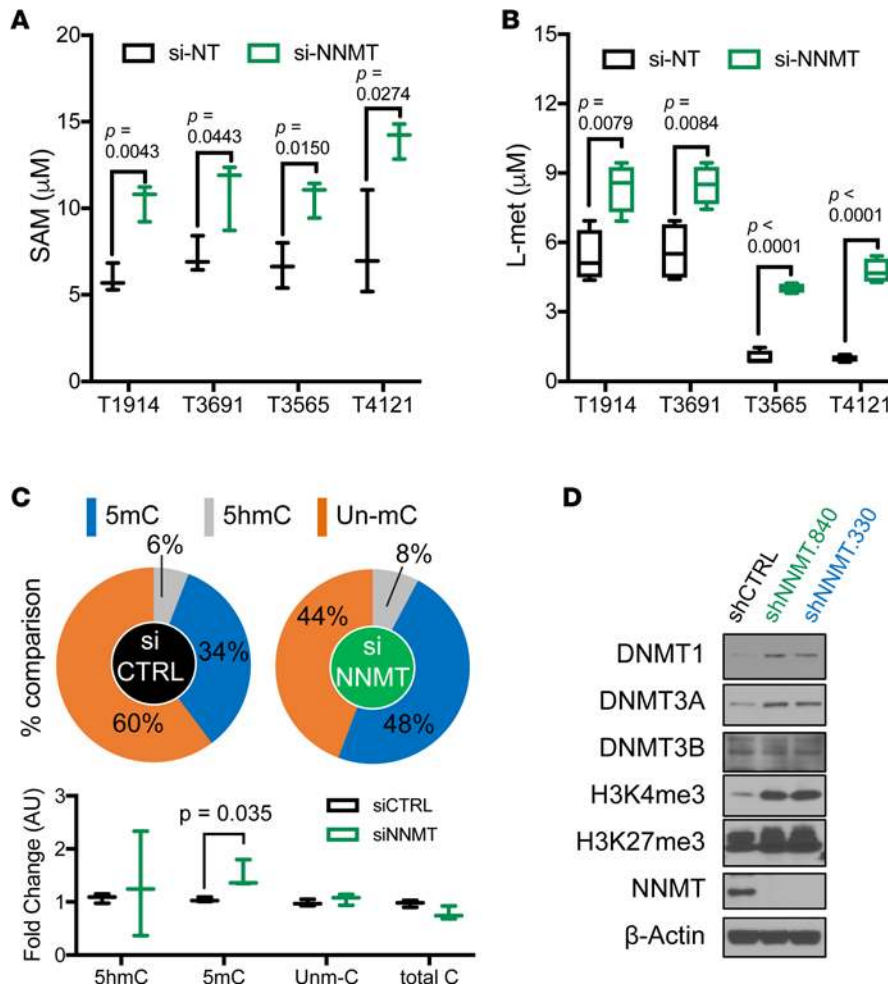 A
20
15
10
5
0
SAM (μM)
si-NT
si-NNMT
p =
0.0043
p =
0.0443
p =
0.0150
p =
0.0274
T1914
T3691
T3565
T4121
B
15
12
9
6
3
0
L-met (μM)
si-NT
si-NNMT
p =
0.0079
p =
0.0084
p <
0.0001
p <
0.0001
T1914
T3691
T3565
T4121
C
5mC
5hmC
Un-mC
% comparison
6%
34%
60%
si
CTRL
8%
44%
48%
si
NNMT
3
2
1
0
Fold Change (AU)
p = 0.035
siCTRL
siNNMT
5hmC
5mC
Unm-C
total C
D
shCTRL
shNNMT.840
shNNMT.330
DNMT1
DNMT3A
DNMT3B
H3K4me3
H3K27me3
NNMT
β-Actin